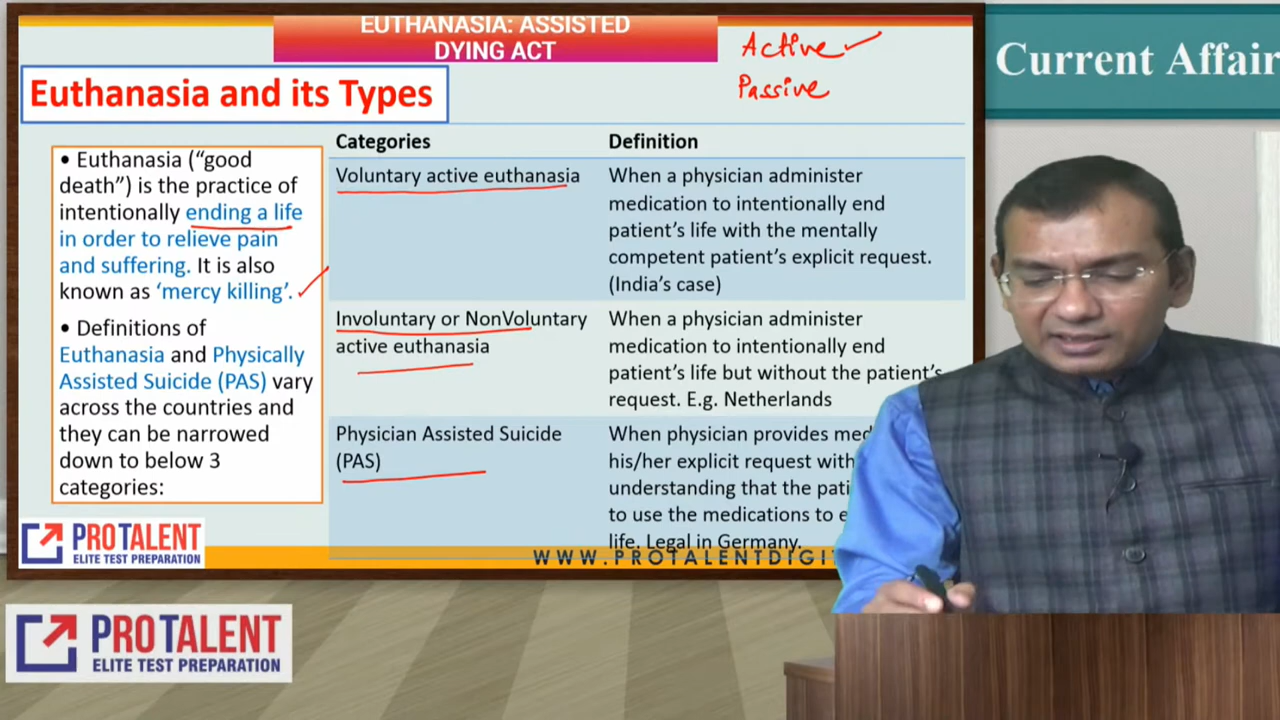 EUTHANASIA: ASSISTED
DYING ACT
Active
Passive
Current Affair
Euthanasia and its Types
• Euthanasia (“good
death”) is the practice of
intentionally ending a life
in order to relieve pain
and suffering. It is also
known as ‘mercy killing’.
• Definitions of
Euthanasia and Physically
Assisted Suicide (PAS) vary
across the countries and
they can be narrowed
down to below 3
categories:
Categories
Definition
Voluntary active euthanasia
When a physician administer
medication to intentionally end
patient’s life with the mentally
competent patient’s explicit request.
(India’s case)
Involuntary or NonVoluntary
active euthanasia
When a physician administer
medication to intentionally end
patient’s life but without the patient’s
request. E.g. Netherlands
Physician Assisted Suicide
(PAS)
When physician provides med
his/her explicit request with
understanding that the pati
to use the medications to e
life. Legal in Germany.
PROTALENT
ELITE TEST PREPARATION
WWW.PROTALENTDIGIT
PROTALENT
ELITE TEST PREPARATION